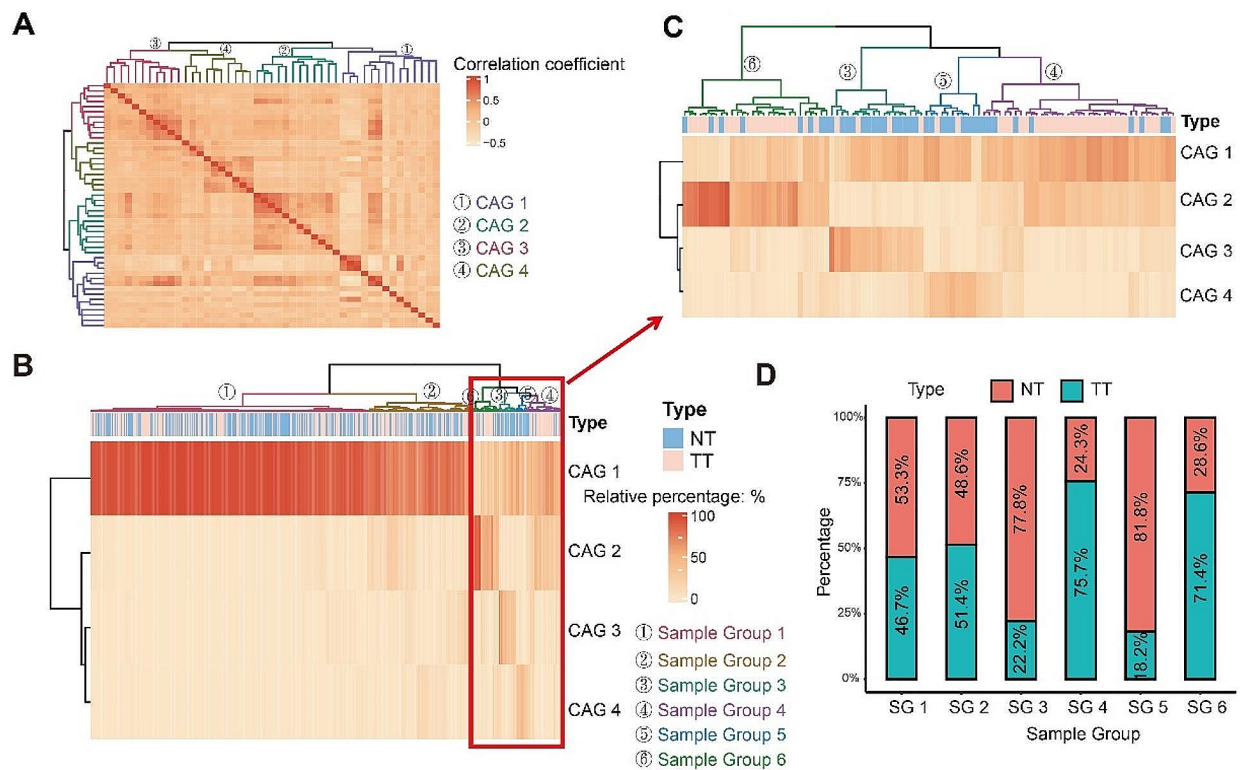 A
③
④
②
①
Correlation coefficient
1
0.5
−0.5
① CAG 1
② CAG 2
③ CAG 3
④ CAG 4
C
⑥
③
⑤
④
Type
CAG 1
CAG 2
CAG 3
CAG 4
B
①
②
⑥
③
⑤
④
Type
CAG 1
CAG 2
CAG 3
CAG 4
Type
NT
TT
Relative percentage: %
100
50
0
① Sample Group 1
② Sample Group 2
③ Sample Group 3
④ Sample Group 4
⑤ Sample Group 5
⑥ Sample Group 6
D
Type NT TT
Percentage
100%
75%
50%
25%
0%
53.3%
46.7%
48.6%
51.4%
77.8%
22.2%
24.3%
75.7%
81.8%
18.2%
28.6%
71.4%
SG 1 SG 2 SG 3 SG 4 SG 5 SG 6
Sample Group